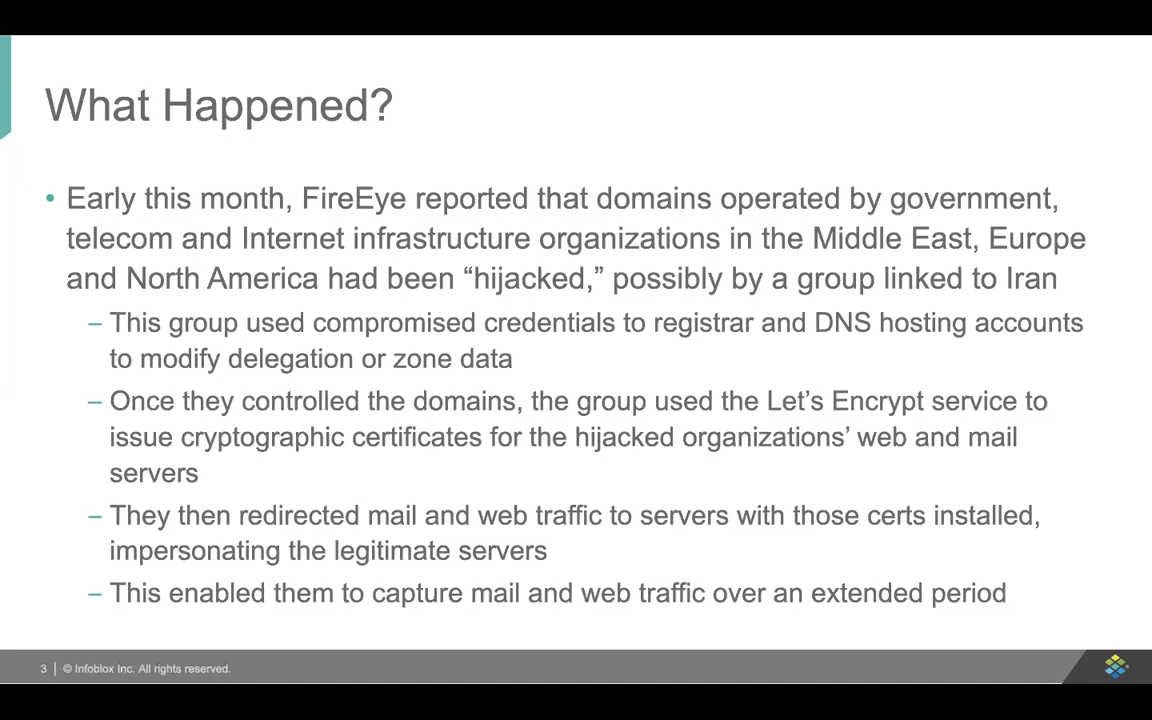 What Happened?
• Early this month, FireEye reported that domains operated by government,
telecom and Internet infrastructure organizations in the Middle East, Europe
and North America had been “hijacked,” possibly by a group linked to Iran
– This group used compromised credentials to registrar and DNS hosting accounts
to modify delegation or zone data
– Once they controlled the domains, the group used the Let’s Encrypt service to
issue cryptographic certificates for the hijacked organizations’ web and mail
servers
– They then redirected mail and web traffic to servers with those certs installed,
impersonating the legitimate servers
– This enabled them to capture mail and web traffic over an extended period
3 | © Infoblox Inc. All rights reserved.